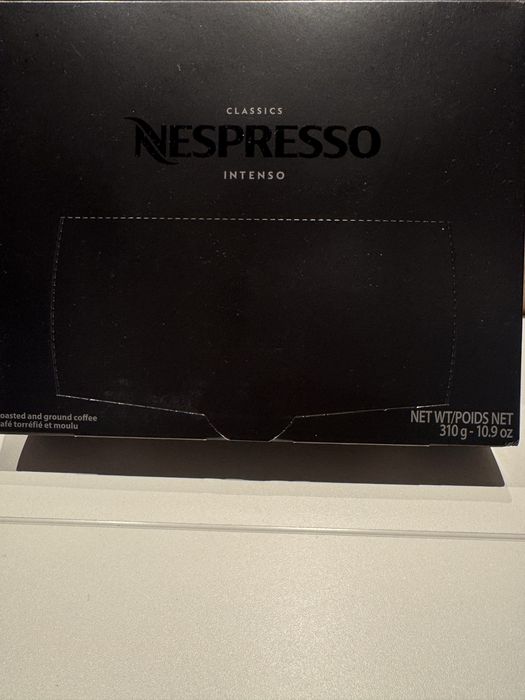 CLASSICS
NESPRESSO
INTENSO
oasted and ground coffee
afé torréfié et moulu
NET WT/POIDS NET
310 g - 10.9 oz